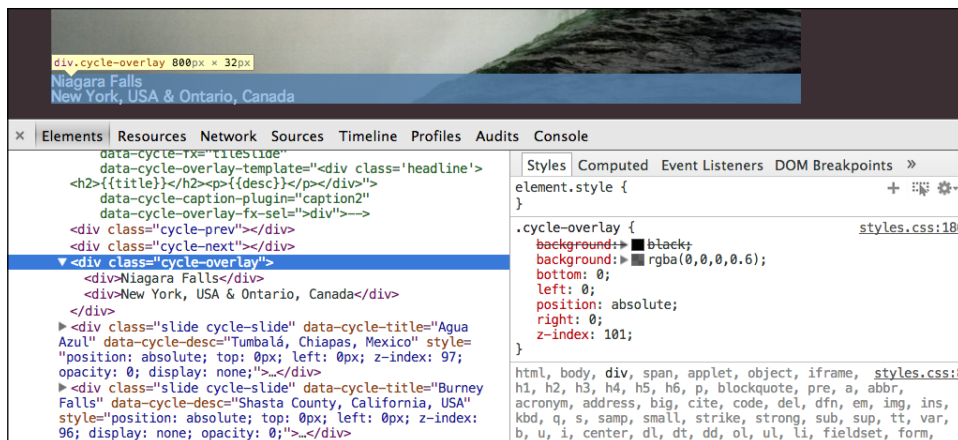 div.cycle-overlay 800px × 32px
Niagara Falls
New York, USA & Ontario, Canada
× Elements Resources Network Sources Timeline Profiles Audits Console
data-cycle-fx="tileSlide"
data-cycle-overlay-template="<div class='headline'>
<h2>{{title}}</h2><p>{{desc}}</p></div>"
data-cycle-caption-plugin="caption2"
data-cycle-overlay-fx-sel=">div">-->
<div class="cycle-prev"></div>
<div class="cycle-next"></div>
▼<div class="cycle-overlay">
<div>Niagara Falls</div>
<div>New York, USA & Ontario, Canada</div>
</div>
▶<div class="slide cycle-slide" data-cycle-title="Agua
Azul" data-cycle-desc="Tumbalá, Chiapas, Mexico" style=
"position: absolute; top: 0px; left: 0px; z-index: 97;
opacity: 0; display: none;">…</div>
▶<div class="slide cycle-slide" data-cycle-title="Burney
Falls" data-cycle-desc="Shasta County, California, USA"
style="position: absolute; top: 0px; left: 0px; z-index:
96; display: none; opacity: 0;">…</div>
Styles Computed Event Listeners DOM Breakpoints »
element.style {
}
.cycle-overlay { styles.css:180
background:▶ black;
background:▶ rgba(0,0,0,0.6);
bottom: 0;
left: 0;
position: absolute;
right: 0;
z-index: 101;
}
html, body, div, span, applet, object, iframe, styles.css:8
h1, h2, h3, h4, h5, h6, p, blockquote, pre, a, abbr,
acronym, address, big, cite, code, del, dfn, em, img, ins,
kbd, q, s, samp, small, strike, strong, sub, sup, tt, var,
b, u, i, center, dl, dt, dd, ol, ul, li, fieldset, form,